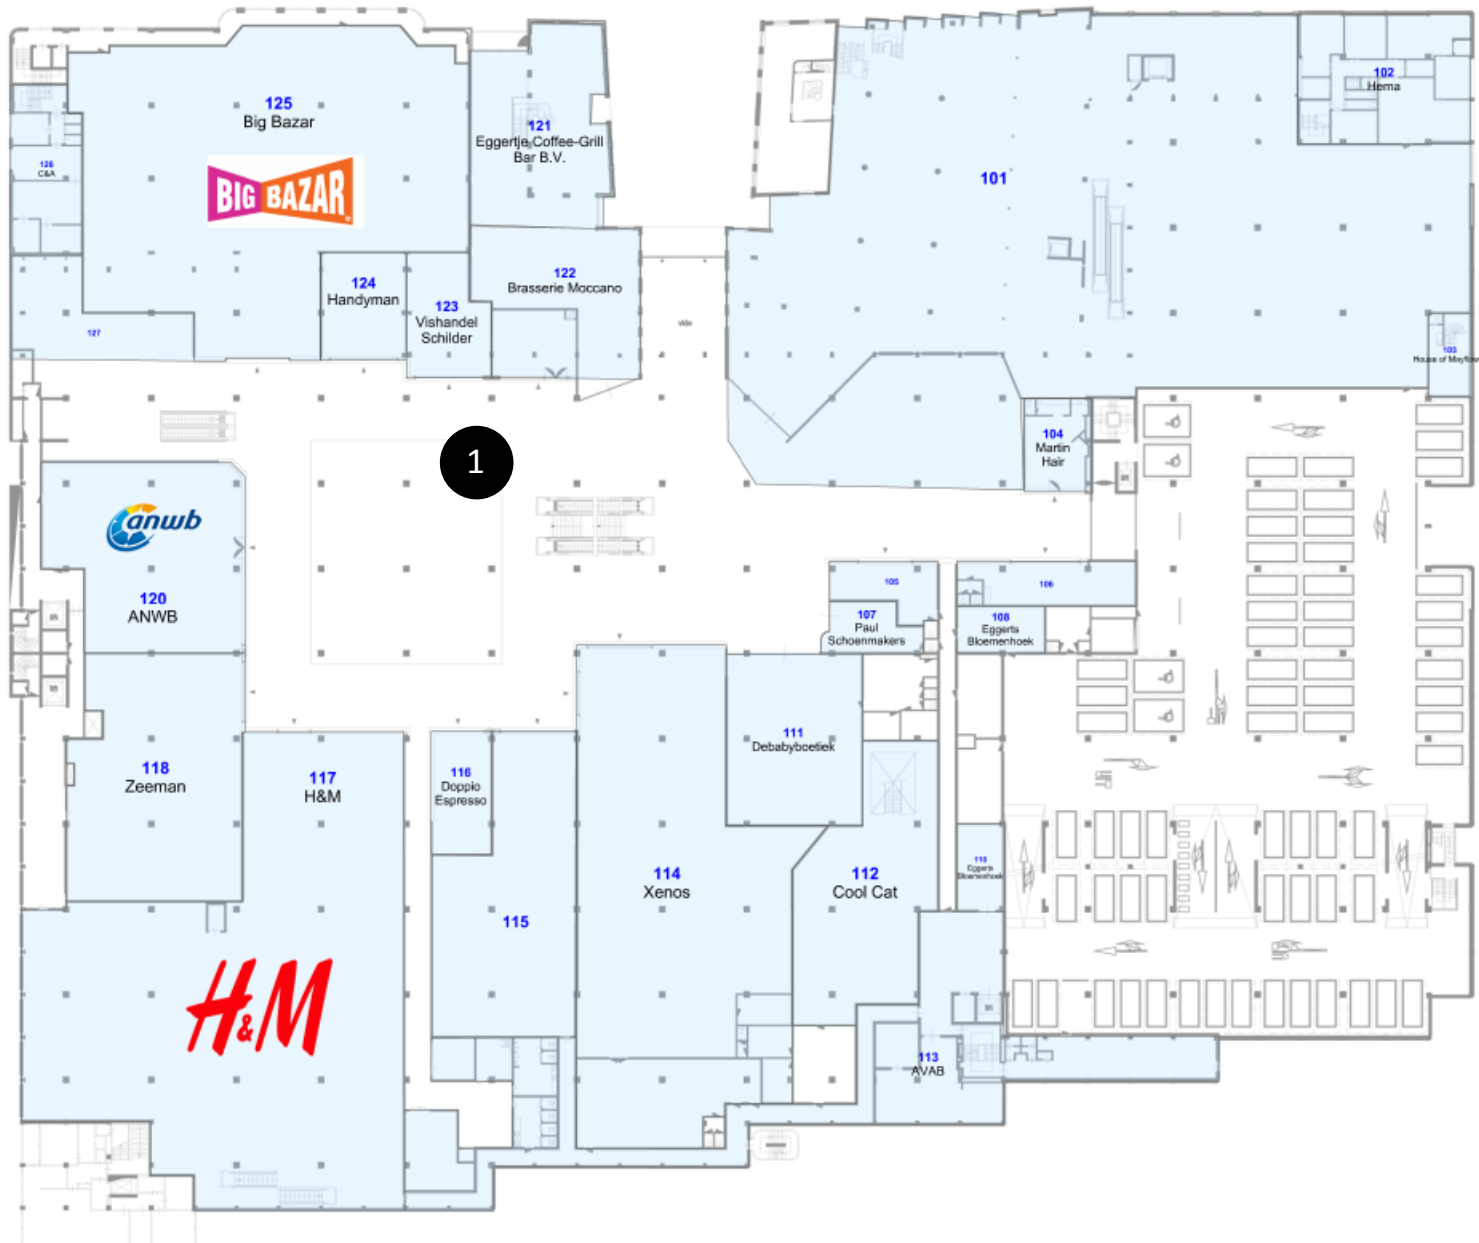 125
Big Bazar
BIG BAZAR
121
Eggertje Coffee-Grill
Bar B.V.
101
102
Hema
126
C&A
122
Brasserie Moccano
124
Handyman
123
Vishandel
Schilder
127
vide
103
House of Mayflow
104
Martin
Hair
1
anwb
120
ANWB
105
106
107
Paul
Schoenmakers
108
Eggerts
Bloemenhoek
111
Debabyboetiek
118
Zeeman
117
H&M
116
Doppio
Espresso
114
Xenos
112
Cool Cat
110
Eggerts
Bloemenhoek
115
H&M
113
AVAB